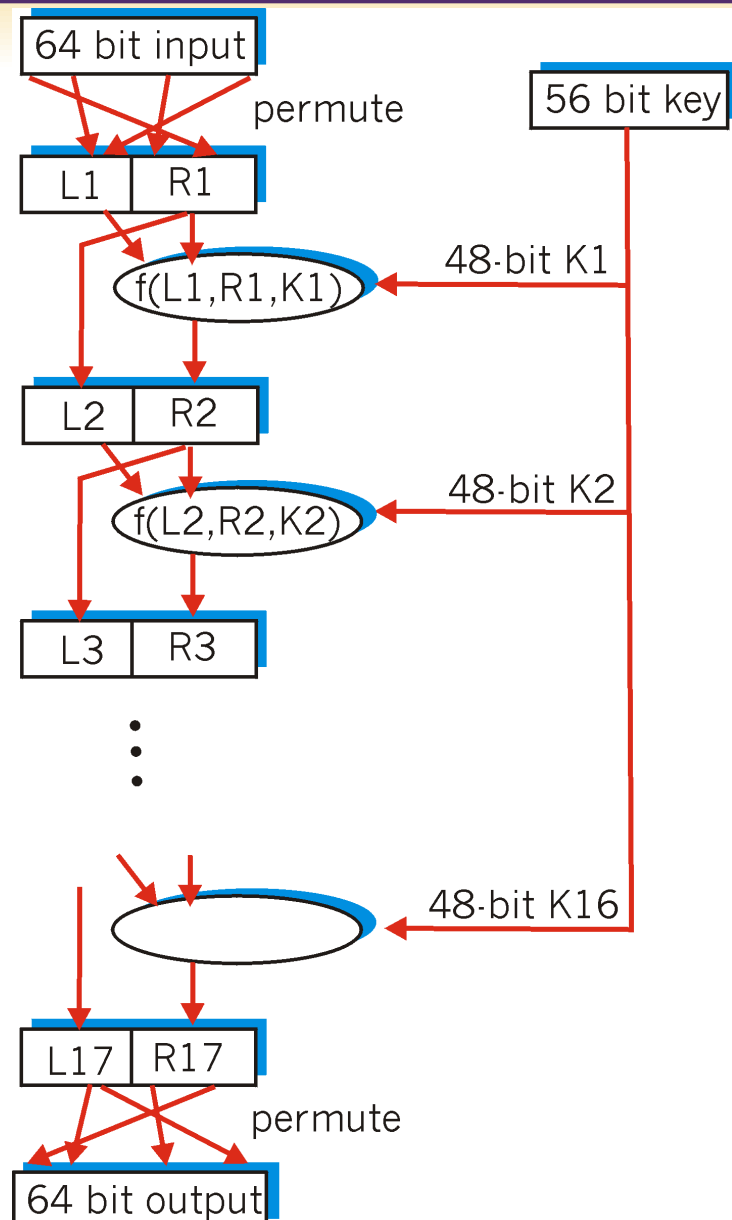 64 bit input
56 bit key
permute
L1 R1
48-bit K1
f(L1,R1,K1)
L2 R2
48-bit K2
f(L2,R2,K2)
L3 R3
48-bit K16
L17 R17
permute
64 bit output